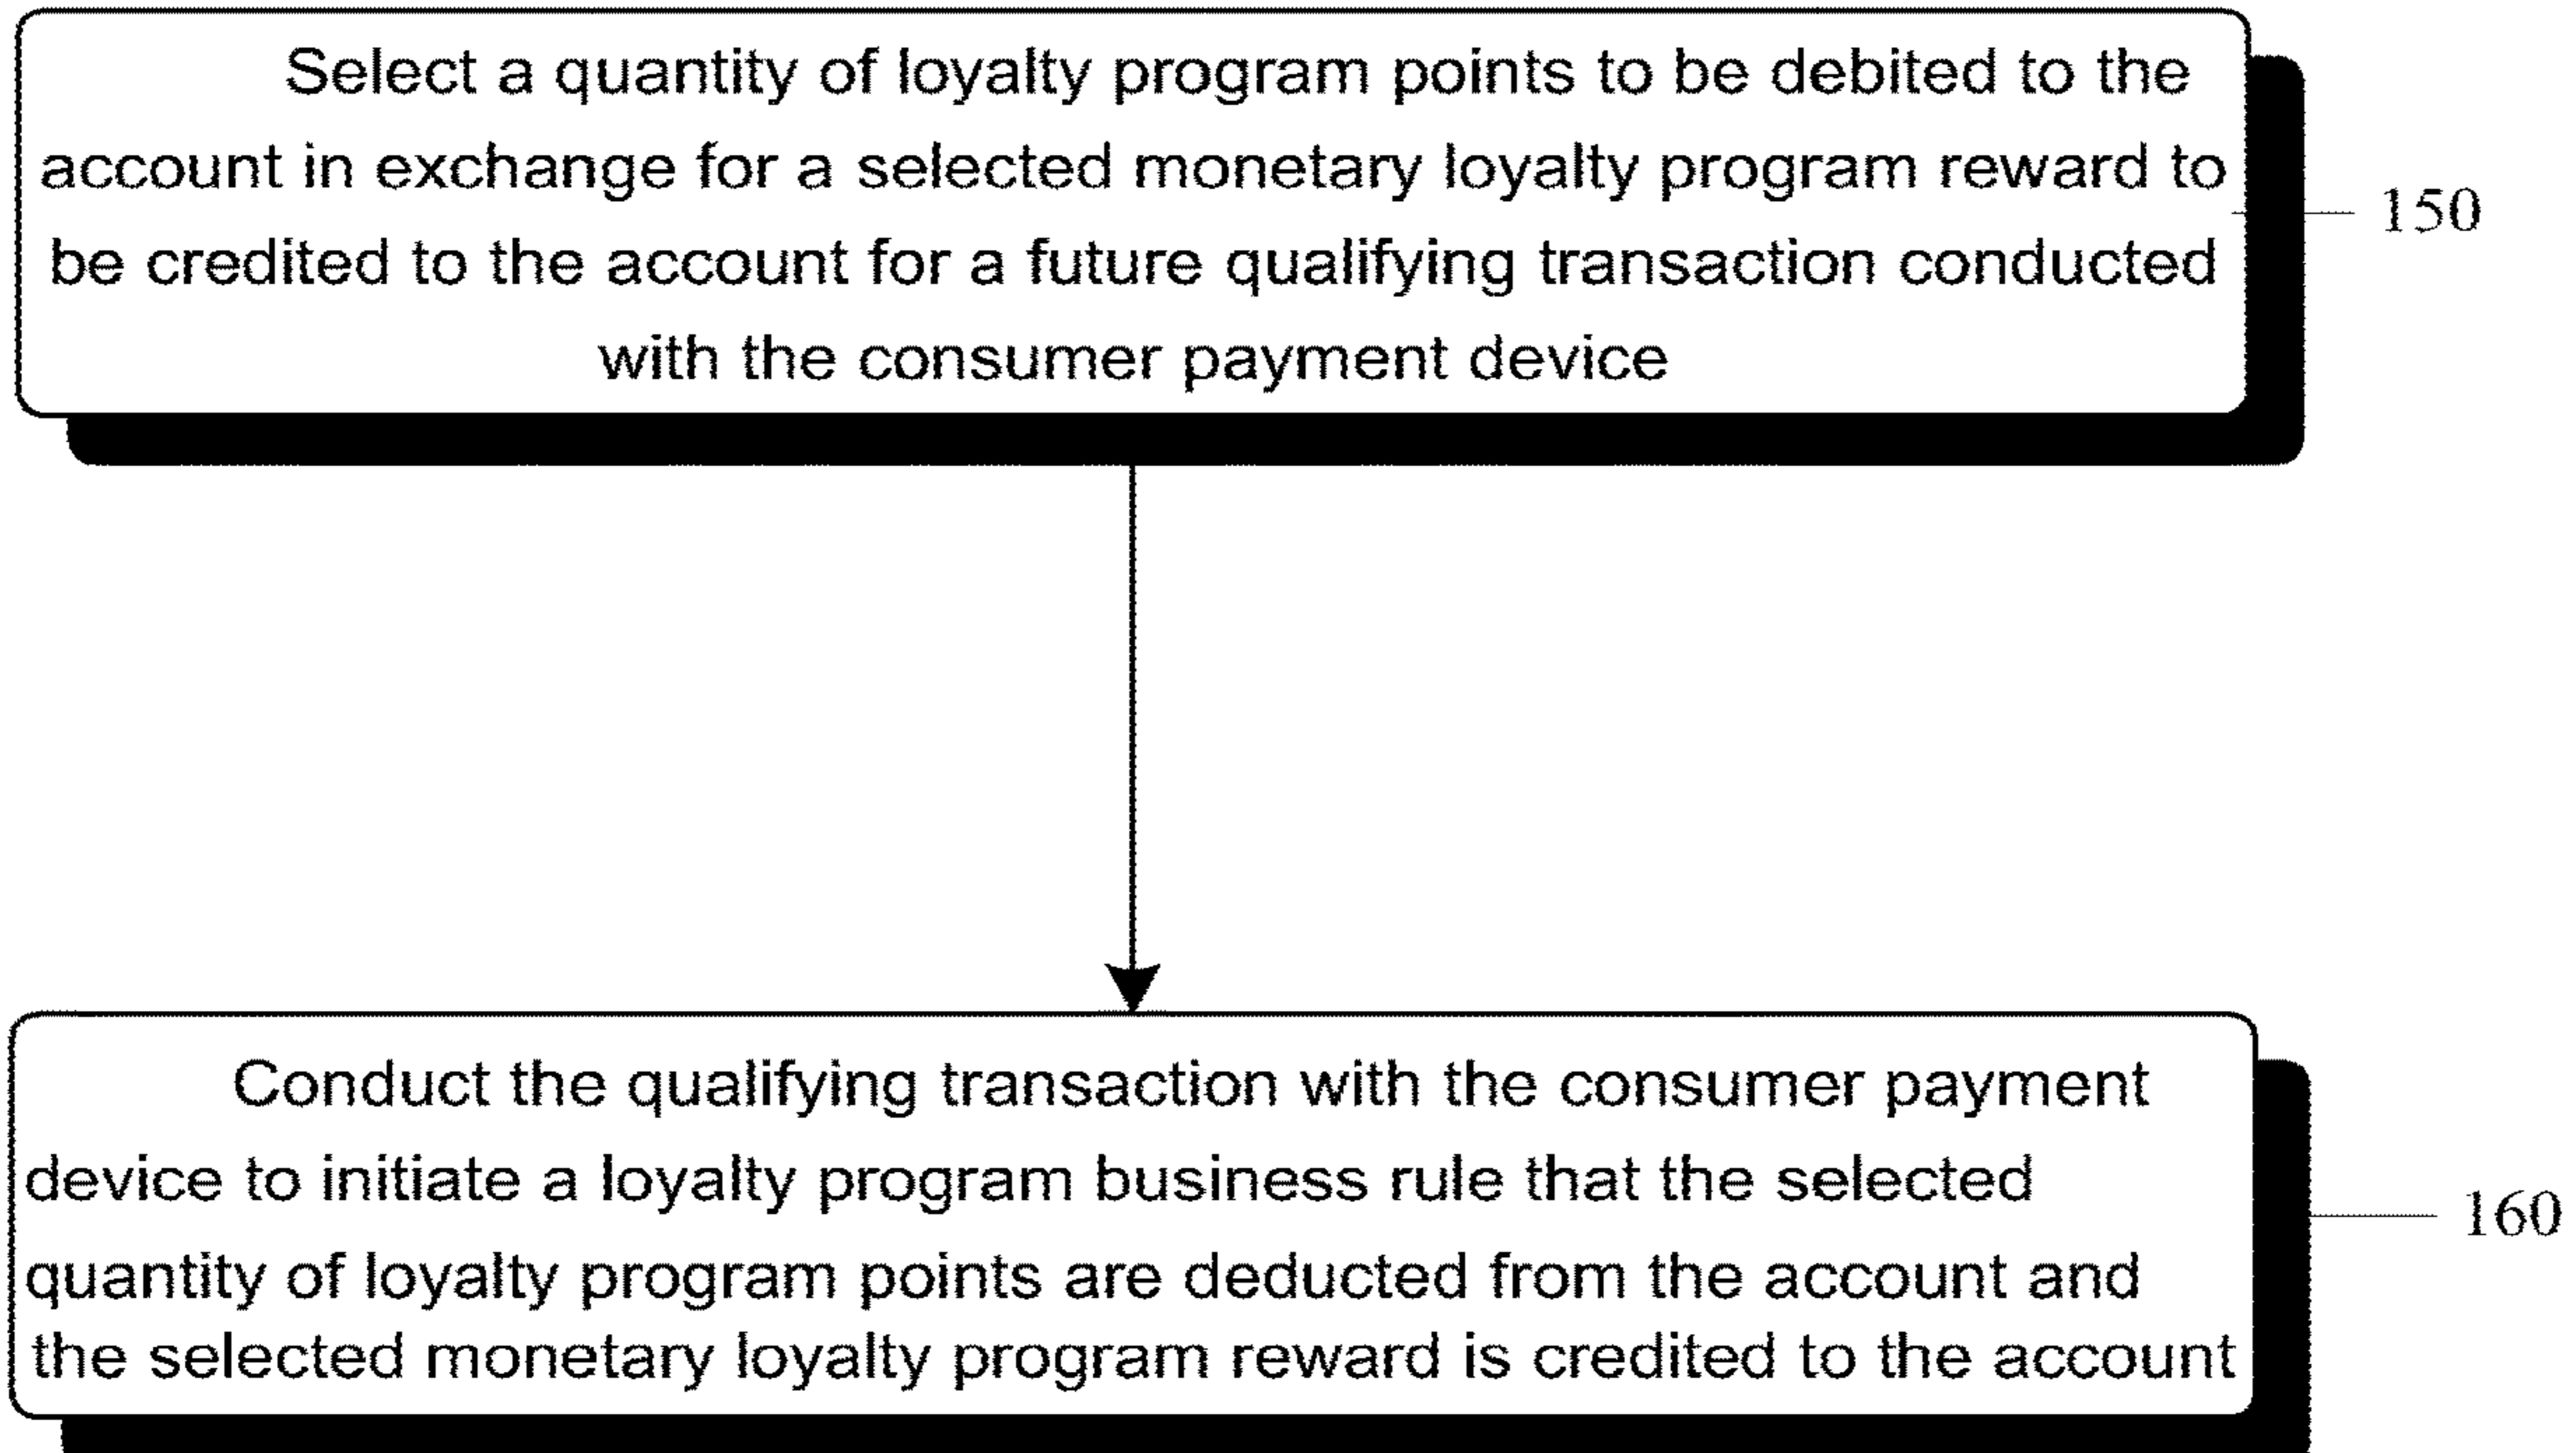 Select a quantity of loyalty program points to be debited to the
account in exchange for a selected monetary loyalty program reward to
be credited to the account for a future qualifying transaction conducted
with the consumer payment device
150
Conduct the qualifying transaction with the consumer payment
device to initiate a loyalty program business rule that the selected
quantity of loyalty program points are deducted from the account and
the selected monetary loyalty program reward is credited to the account
160